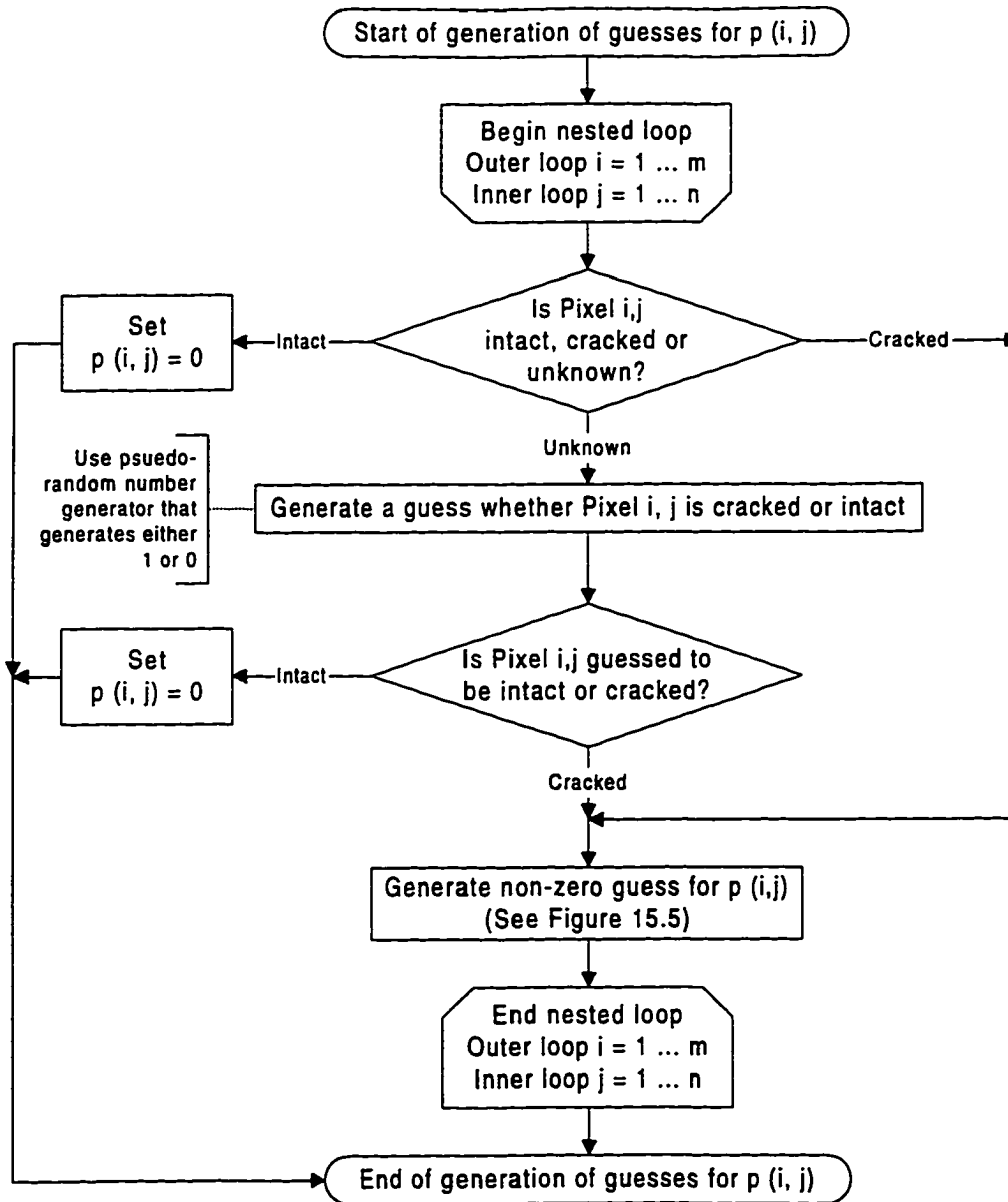 Start of generation of guesses for p (i, j)
Begin nested loop
Outer loop i = 1 ... m
Inner loop j = 1 ... n
Is Pixel i,j
intact, cracked or
unknown?
Intact
Set
p (i, j) = 0
Cracked
Unknown
Use psuedo-
random number
generator that
generates either
1 or 0
Generate a guess whether Pixel i, j is cracked or intact
Is Pixel i,j guessed to
be intact or cracked?
Intact
Set
p (i, j) = 0
Cracked
Generate non-zero guess for p (i,j)
(See Figure 15.5)
End nested loop
Outer loop i = 1 ... m
Inner loop j = 1 ... n
End of generation of guesses for p (i, j)